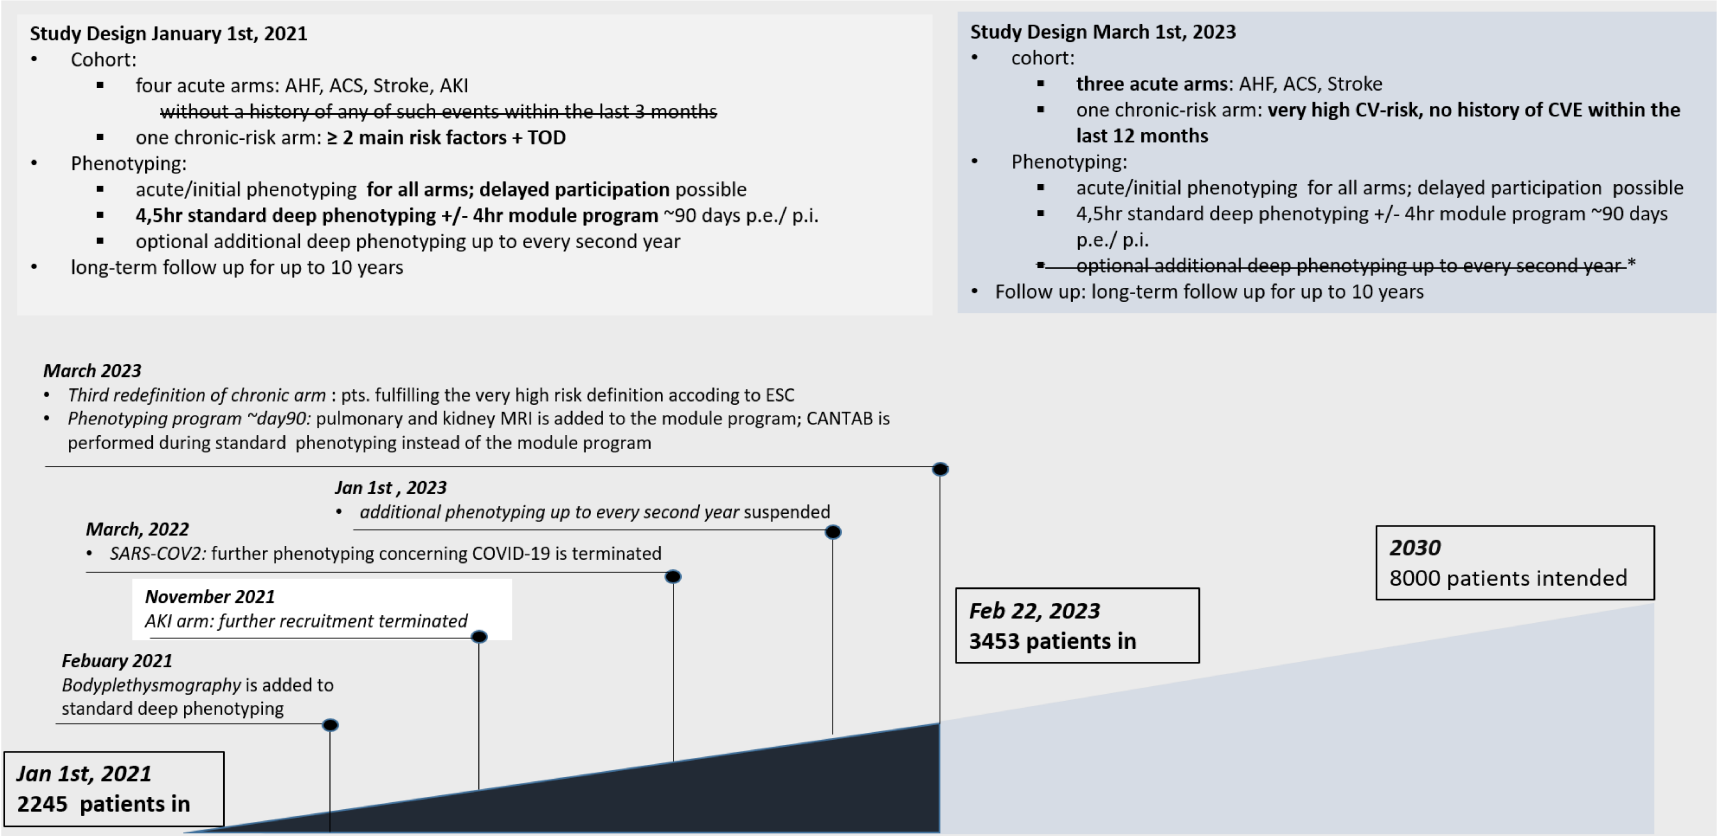 Study Design January 1st, 2021
• Cohort:
▪ four acute arms: AHF, ACS, Stroke, AKI
without a history of any of such events within the last 3 months
▪ one chronic-risk arm: ≥ 2 main risk factors + TOD
• Phenotyping:
▪ acute/initial phenotyping for all arms; delayed participation possible
▪ 4,5hr standard deep phenotyping +/- 4hr module program ~90 days p.e./ p.i.
▪ optional additional deep phenotyping up to every second year
• long-term follow up for up to 10 years
Study Design March 1st, 2023
• cohort:
▪ three acute arms: AHF, ACS, Stroke
▪ one chronic-risk arm: very high CV-risk, no history of CVE within the
last 12 months
• Phenotyping:
▪ acute/initial phenotyping for all arms; delayed participation possible
▪ 4,5hr standard deep phenotyping +/- 4hr module program ~90 days
p.e./ p.i.
▪ optional additional deep phenotyping up to every second year *
• Follow up: long-term follow up for up to 10 years
March 2023
• Third redefinition of chronic arm : pts. fulfilling the very high risk definition accoding to ESC
• Phenotyping program ~day90: pulmonary and kidney MRI is added to the module program; CANTAB is
performed during standard phenotyping instead of the module program
Jan 1st , 2023
• additional phenotyping up to every second year suspended
March, 2022
• SARS-COV2: further phenotyping concerning COVID-19 is terminated
November 2021
AKI arm: further recruitment terminated
Febuary 2021
Bodyplethysmography is added to
standard deep phenotyping
Jan 1st, 2021
2245 patients in
Feb 22, 2023
3453 patients in
2030
8000 patients intended